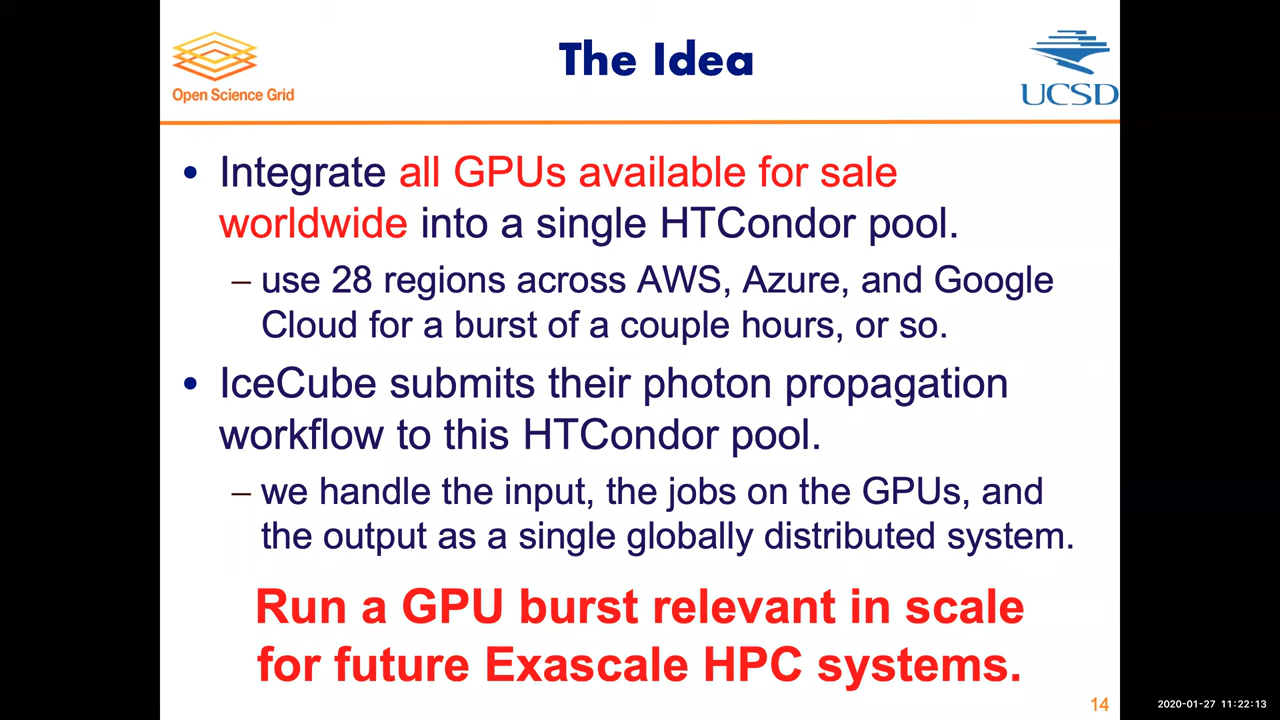 The Idea
Open Science Grid
UCSD
• Integrate all GPUs available for sale
worldwide into a single HTCondor pool.
– use 28 regions across AWS, Azure, and Google
Cloud for a burst of a couple hours, or so.
• IceCube submits their photon propagation
workflow to this HTCondor pool.
– we handle the input, the jobs on the GPUs, and
the output as a single globally distributed system.
Run a GPU burst relevant in scale
for future Exascale HPC systems.
14
2020-01-27 11:22:13